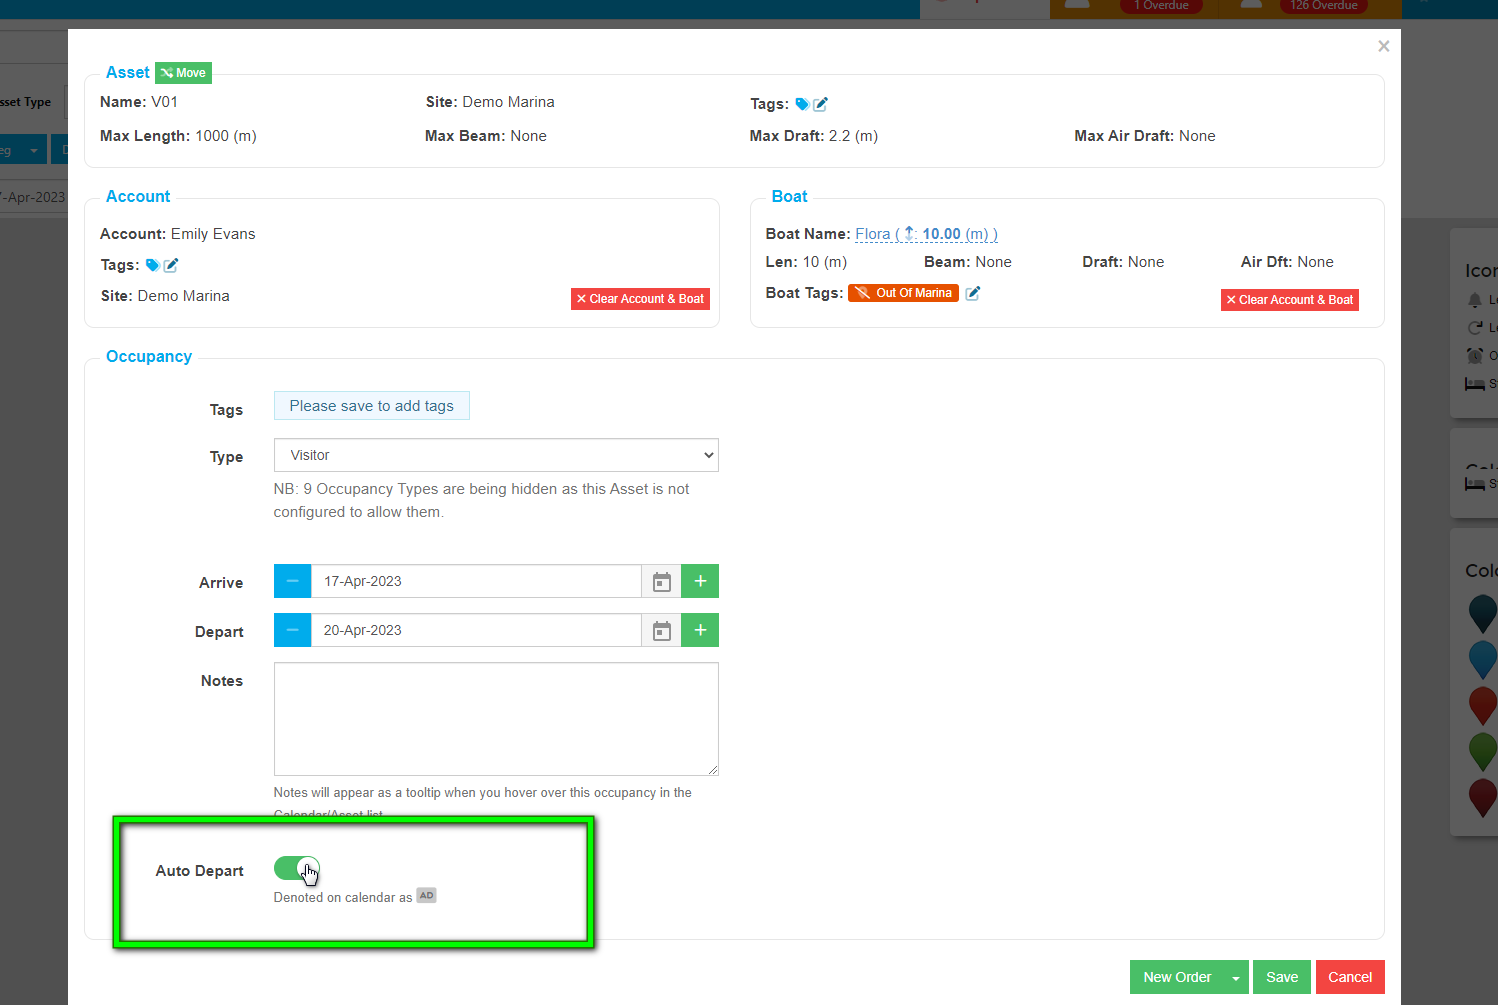 1 Overdue
126 Overdue
×
Asset Move
Name: V01
Site: Demo Marina
Tags:
Max Length: 1000 (m)
Max Beam: None
Max Draft: 2.2 (m)
Max Air Draft: None
sset Type
eg
-Apr-2023
Account
Account: Emily Evans
Tags:
Site: Demo Marina
× Clear Account & Boat
Boat
Boat Name: Flora ( : 10.00 (m) )
Len: 10 (m)
Beam: None
Draft: None
Air Dft: None
Boat Tags: Out Of Marina
× Clear Account & Boat
Occupancy
Tags
Please save to add tags
Type
Visitor
NB: 9 Occupancy Types are being hidden as this Asset is not
configured to allow them.
Arrive
17-Apr-2023
Depart
20-Apr-2023
Notes
Notes will appear as a tooltip when you hover over this occupancy in the
Calendar/Asset list
Auto Depart
Denoted on calendar as AD
New Order
Save
Cancel